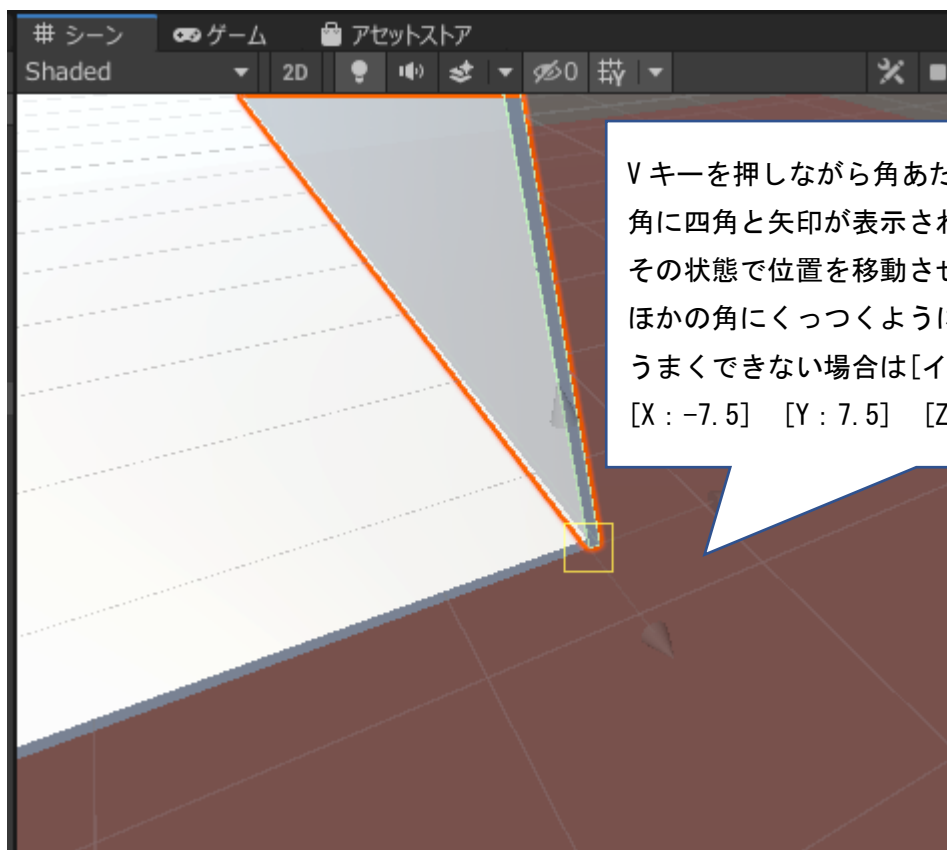 シーン ゲーム アセットストア
Shaded 2D 0
V キーを押しながら角あた
角に四角と矢印が表示され
その状態で位置を移動させ
ほかの角にくっつくように
うまくできない場合は[イ
[X：-7.5] [Y：7.5] [Z